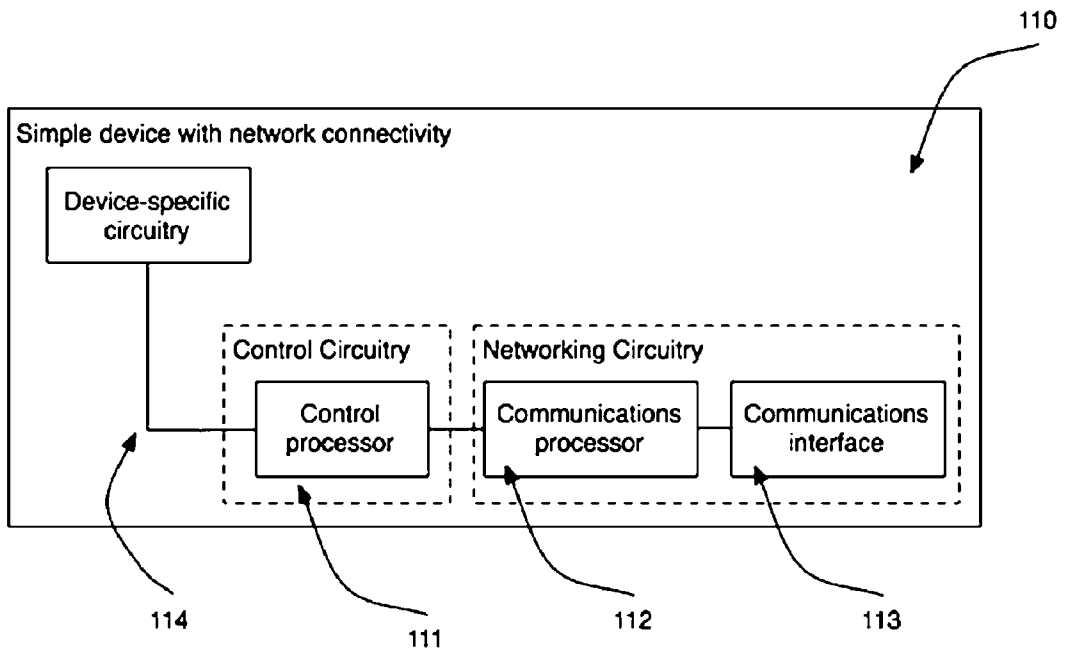 110
Simple device with network connectivity
Device-specific
circuitry
Control Circuitry
Networking Circuitry
Control
processor
Communications
processor
Communications
interface
114
111
112
113